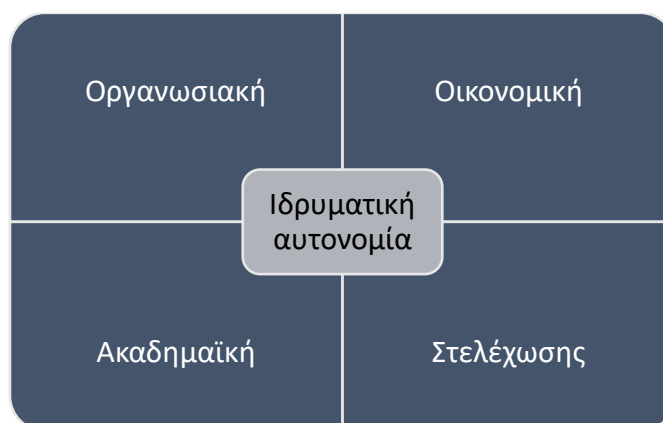 Οργανωσιακή
Οικονομική
Ιδρυματική
αυτονομία
Ακαδημαϊκή
Στελέχωσης